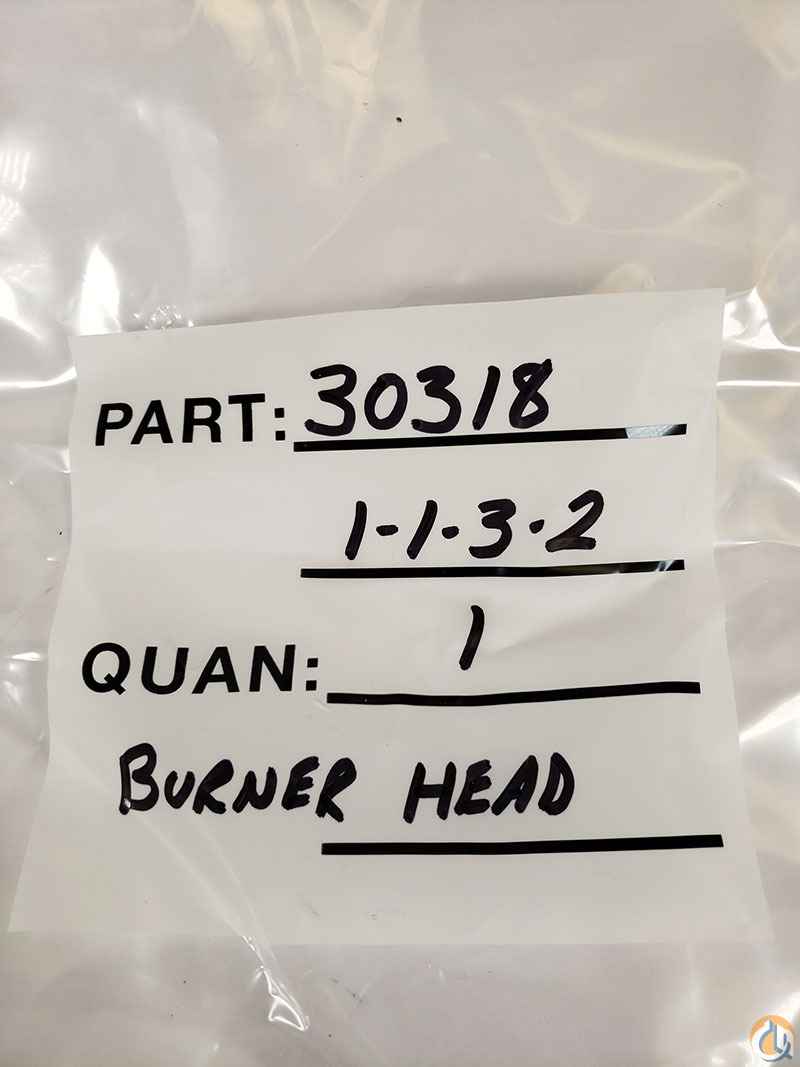 PART: 30318
1-1-3-2
QUAN: 1
BURNER HEAD